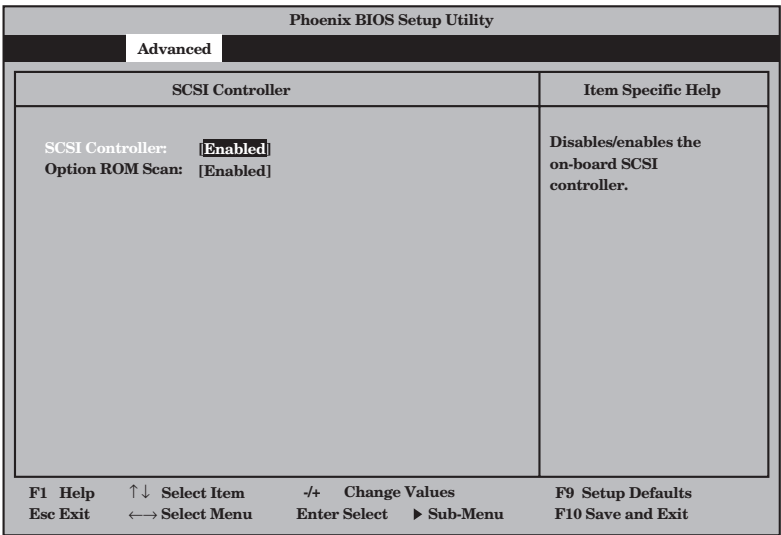 Phoenix BIOS Setup Utility
Advanced
SCSI Controller
Item Specific Help
SCSI Controller: [Enabled]
Option ROM Scan: [Enabled]
Disables/enables the
on-board SCSI
controller.
F1 Help ↑↓ Select Item -/+ Change Values F9 Setup Defaults
Esc Exit ←→ Select Menu Enter Select ▶ Sub-Menu F10 Save and Exit